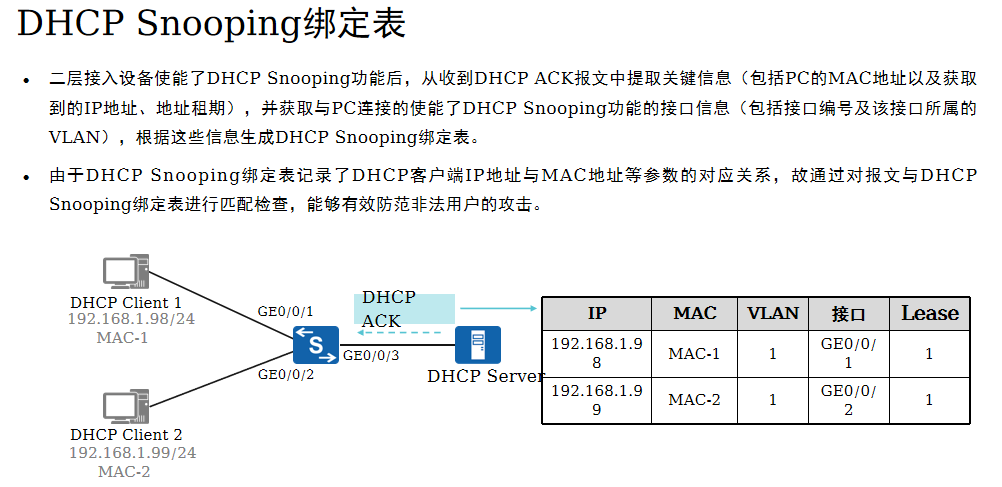 DHCP Snooping绑定表
• 二层接入设备使能了DHCP Snooping功能后，从收到DHCP ACK报文中提取关键信息（包括PC的MAC地址以及获取
到的IP地址、地址租期），并获取与PC连接的使能了DHCP Snooping功能的接口信息（包括接口编号及该接口所属的
VLAN），根据这些信息生成DHCP Snooping绑定表。
• 由于DHCP Snooping绑定表记录了DHCP客户端IP地址与MAC地址等参数的对应关系，故通过对报文与DHCP
Snooping绑定表进行匹配检查，能够有效防范非法用户的攻击。
DHCP Client 1
192.168.1.98/24
MAC-1
GE0/0/1
S
GE0/0/2
GE0/0/3
DHCP
ACK
DHCP Server
DHCP Client 2
192.168.1.99/24
MAC-2
IP MAC VLAN 接口 Lease
192.168.1.9
8
MAC-1 1
GE0/0/
1
1
192.168.1.9
9
MAC-2 1
GE0/0/
2
1